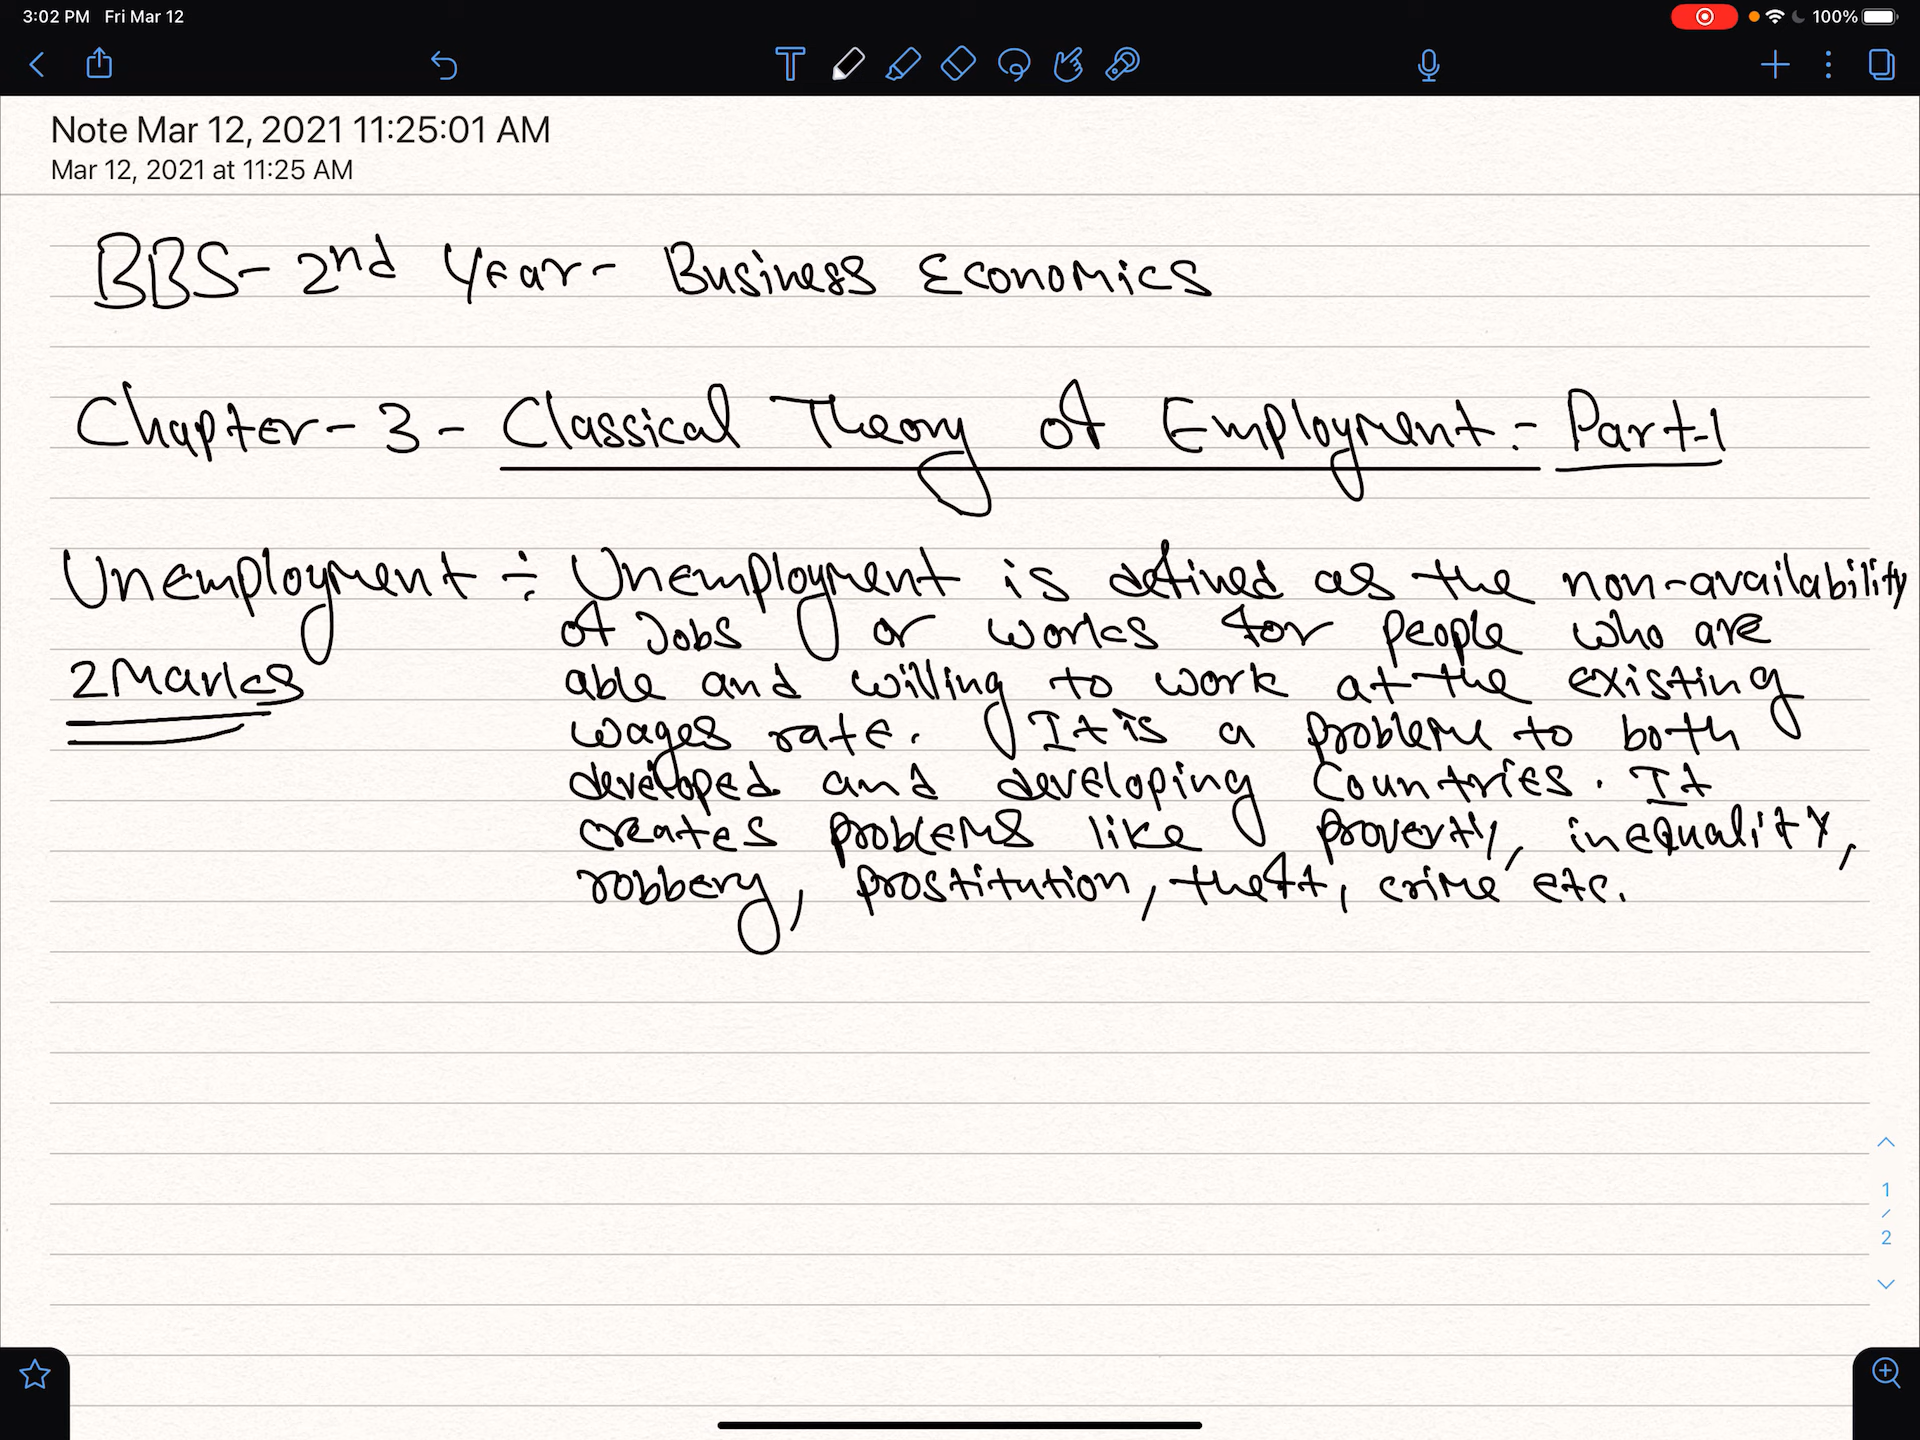 3:02 PM Fri Mar 12 100%
T
Note Mar 12, 2021 11:25:01 AM
Mar 12, 2021 at 11:25 AM
BBS- 2nd Year- Business Economics
Chapter-3- Classical Theory of Employment:- Part-1
Unemployment ÷ Unemployment is defined as the non-availability
of Jobs or works for people who are
2 Marks able and willing to work at the existing
wages rate. It is a problem to both
developed and developing Countries. It
creates problems like proverty, inequality,
robbery, prostitution, theft, crime etc.
1
/
2